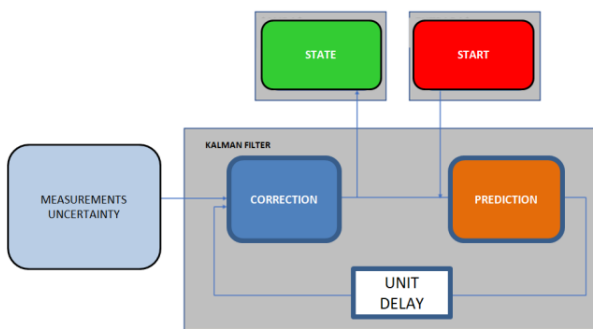 STATE
START
KALMAN FILTER
MEASUREMENTS
UNCERTAINTY
CORRECTION
PREDICTION
UNIT
DELAY